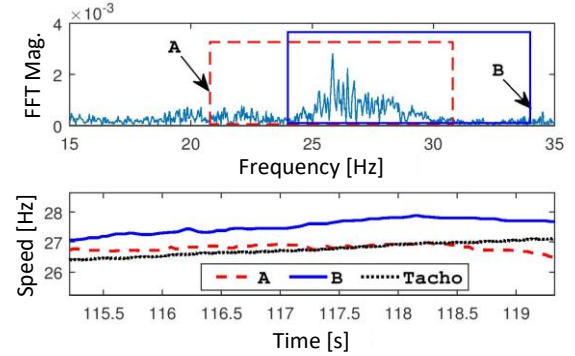 4 × 10⁻³
A
B
2
0
FFT Mag.
15 20 25 30 35
Frequency [Hz]
28
27
26
Speed [Hz]
A B Tacho
115.5 116 116.5 117 117.5 118 118.5 119
Time [s]